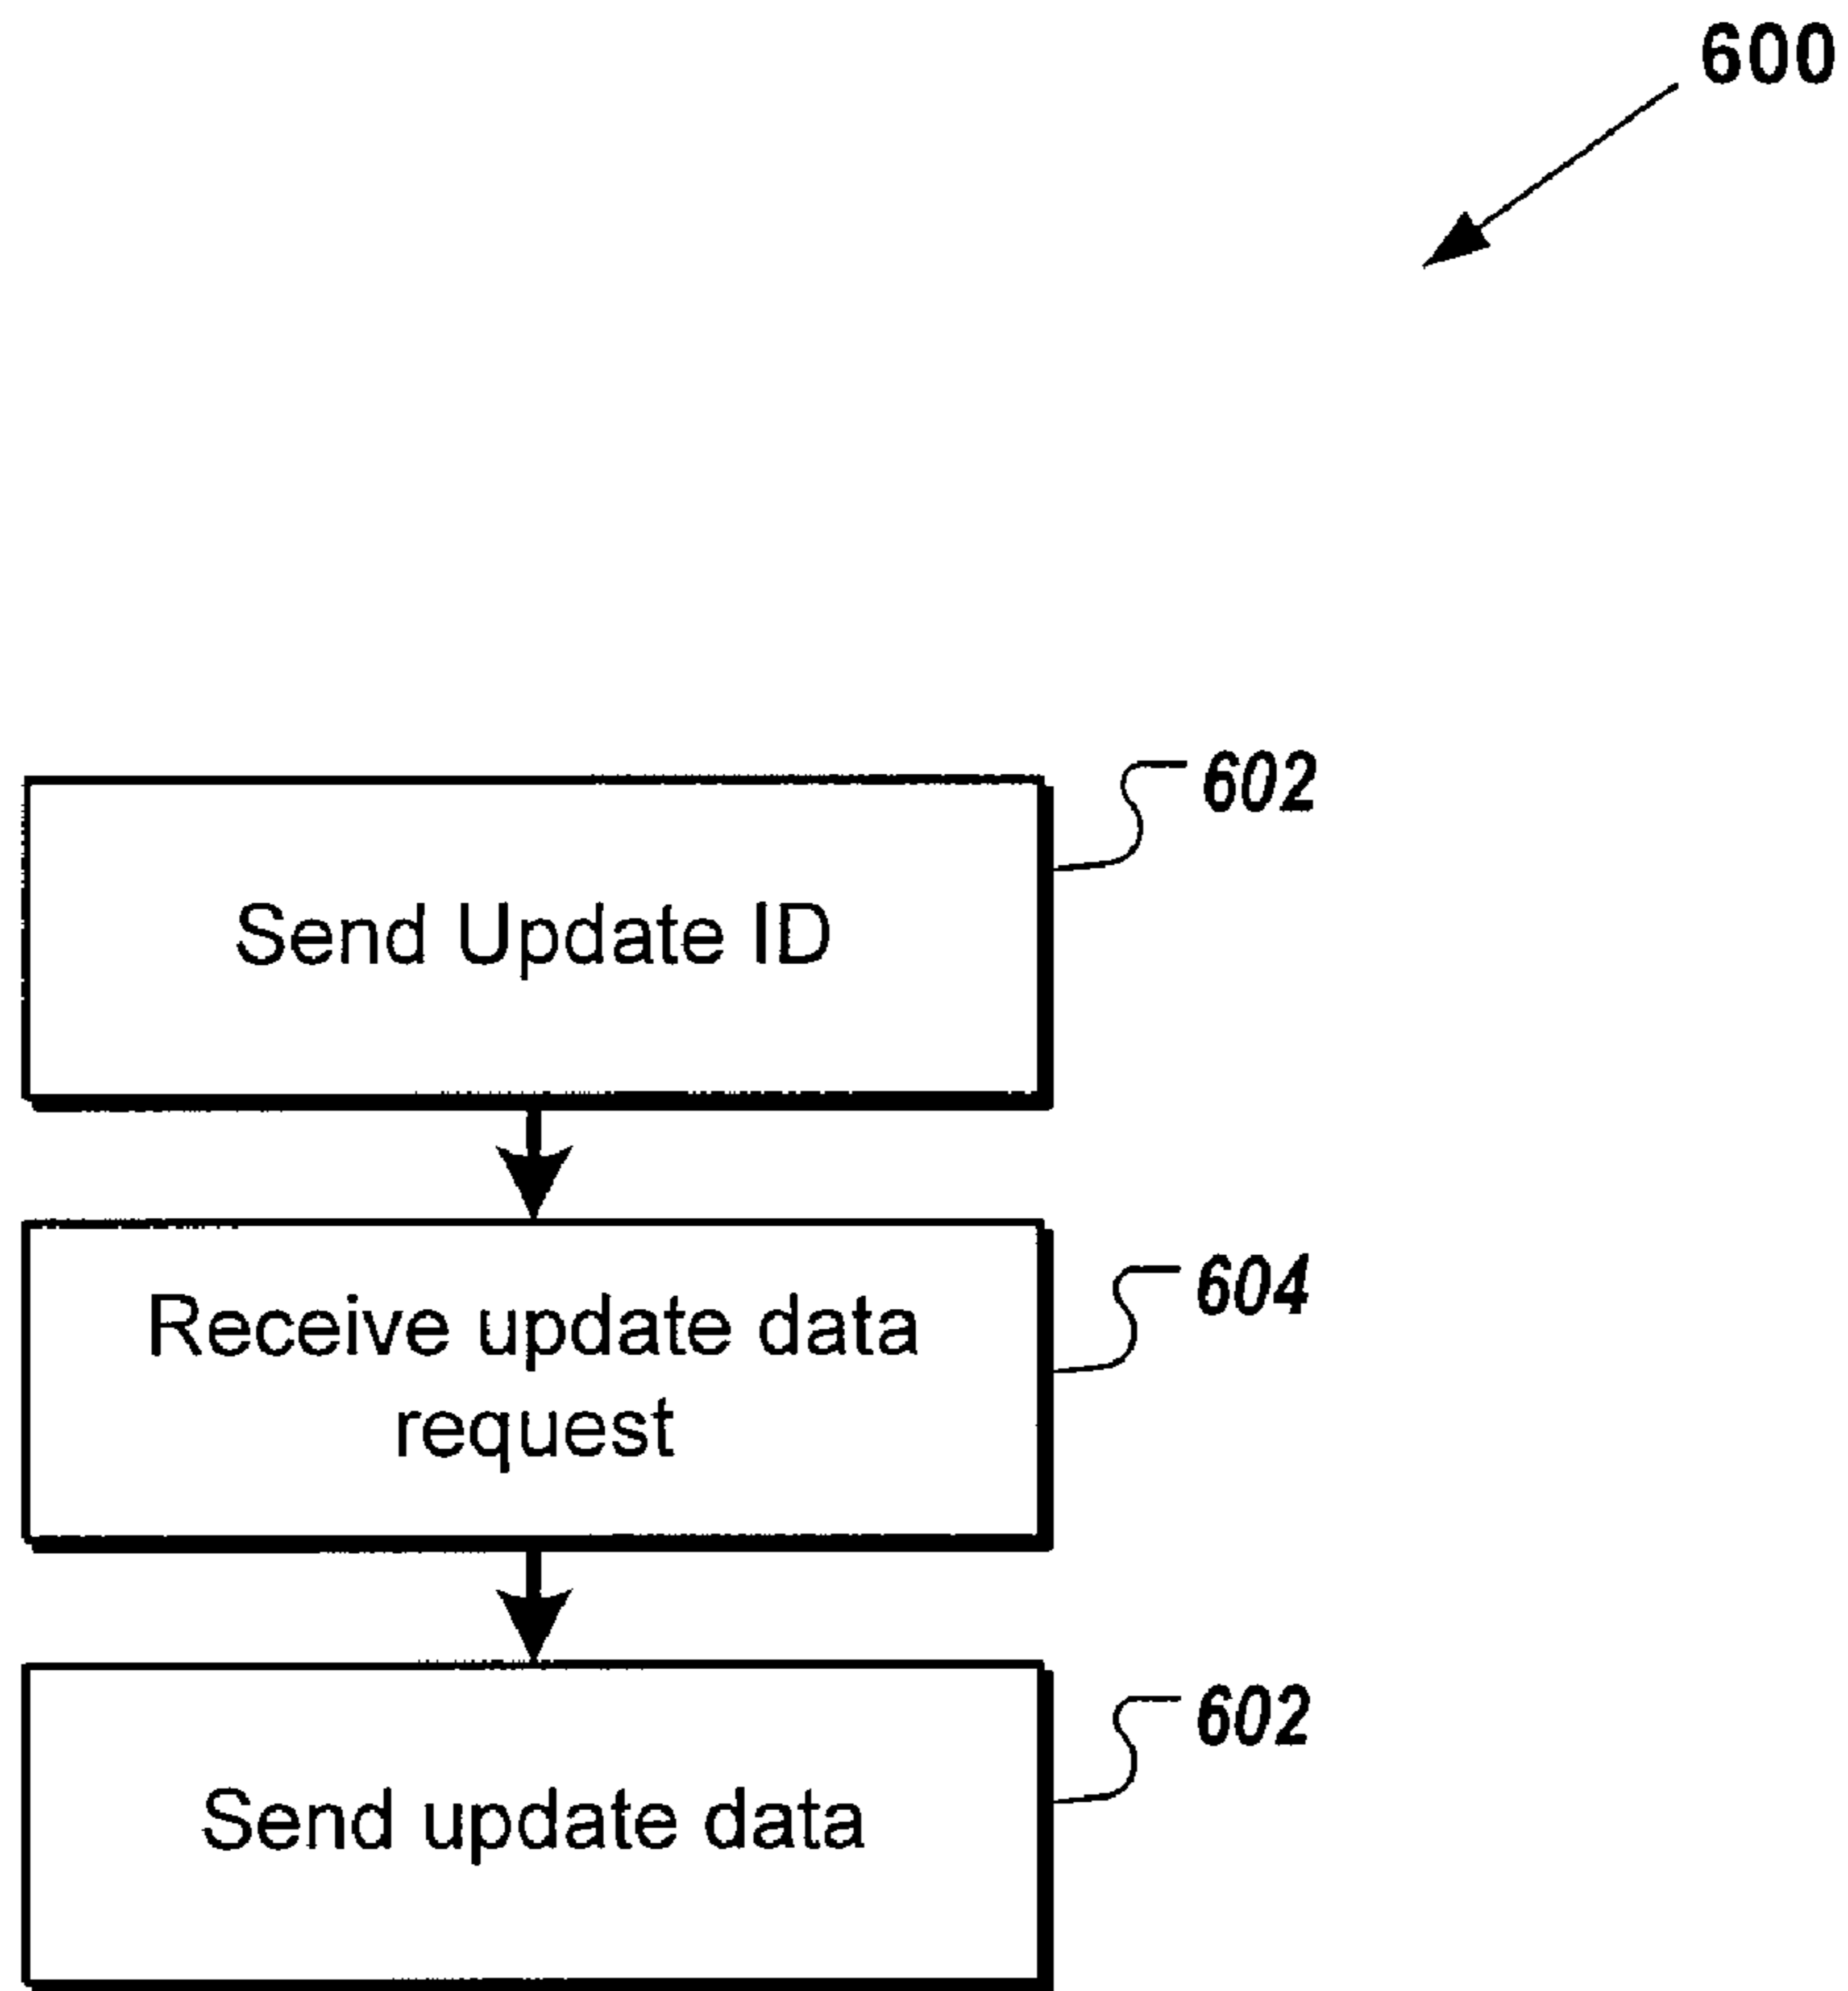 600
602
Send Update ID
604
Receive update data
request
602
Send update data